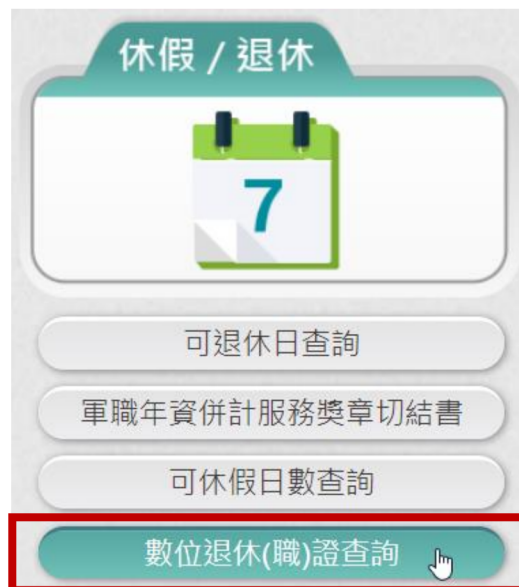 休假 / 退休
7
可退休日查詢
軍職年資併計服務獎章切結書
可休假日數查詢
數位退休(職)證查詢